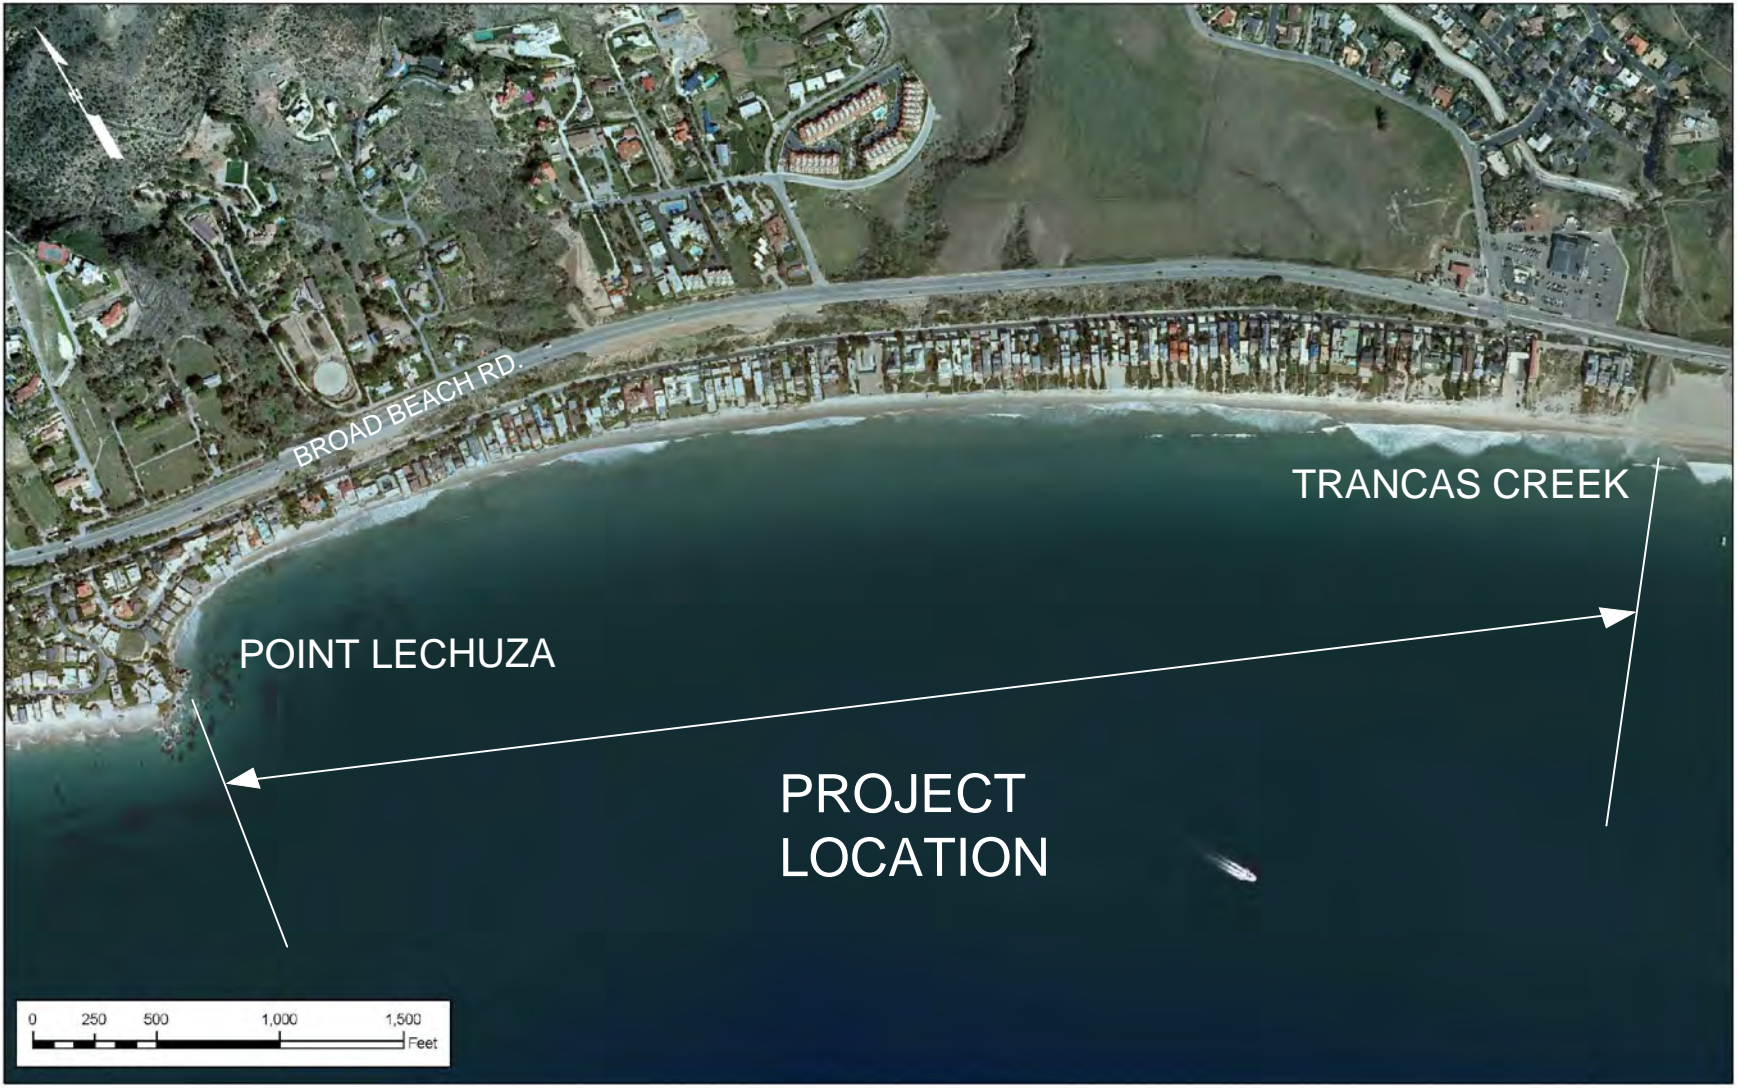 N
BROAD BEACH RD.
TRANCAS CREEK
POINT LECHUZA
PROJECT
LOCATION
0 250 500 1,000 1,500
Feet